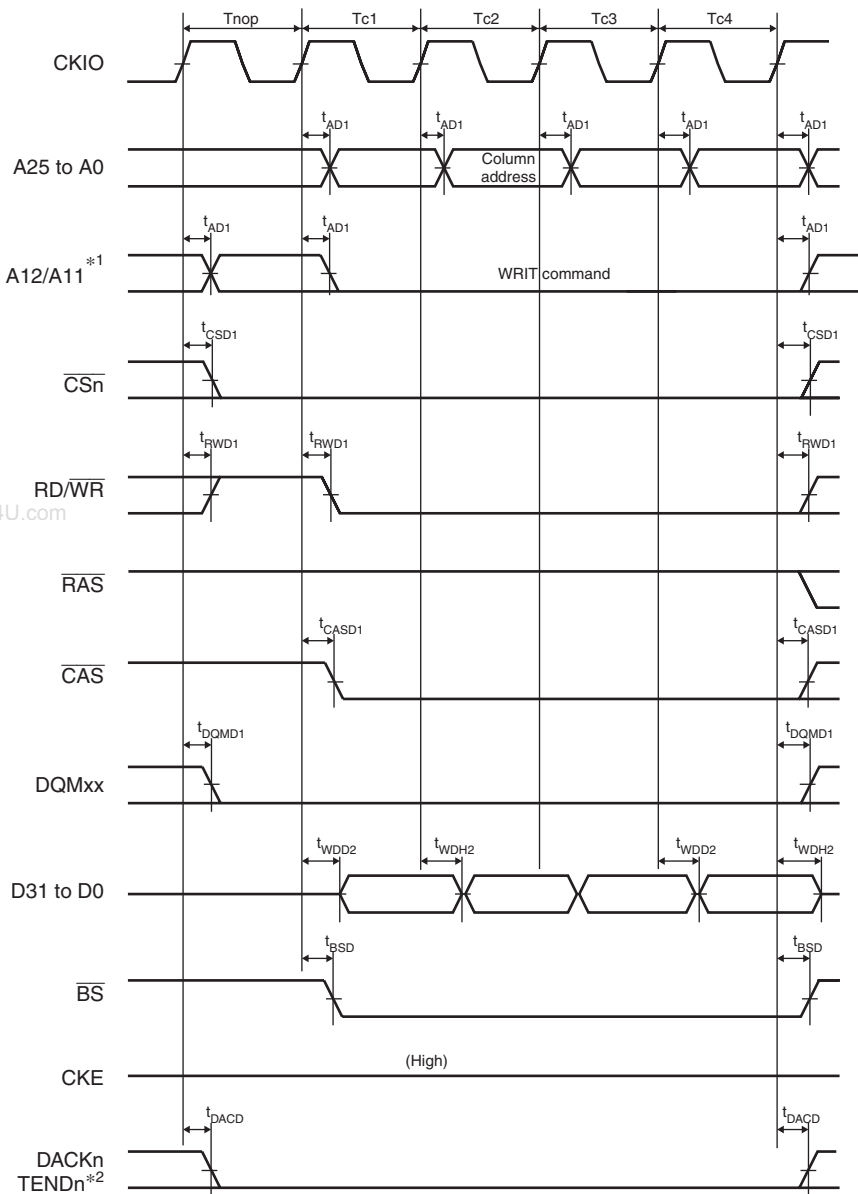 Tnop Tc1 Tc2 Tc3 Tc4
CKIO
tAD1 tAD1 tAD1 tAD1 tAD1
A25 to A0
Column
address
tAD1 tAD1 tAD1
A12/A11*1
WRIT command
tCSD1 tCSD1
CSn
tRWD1 tRWD1 tRWD1
RD/WR
4U.com
RAS
tCASD1 tCASD1
CAS
tDQMD1 tDQMD1
DQMxx
tWDD2 tWDH2 tWDD2 tWDH2
D31 to D0
tBSD tBSD
BS
(High)
CKE
tDACD tDACD
DACKn
TENDn*2